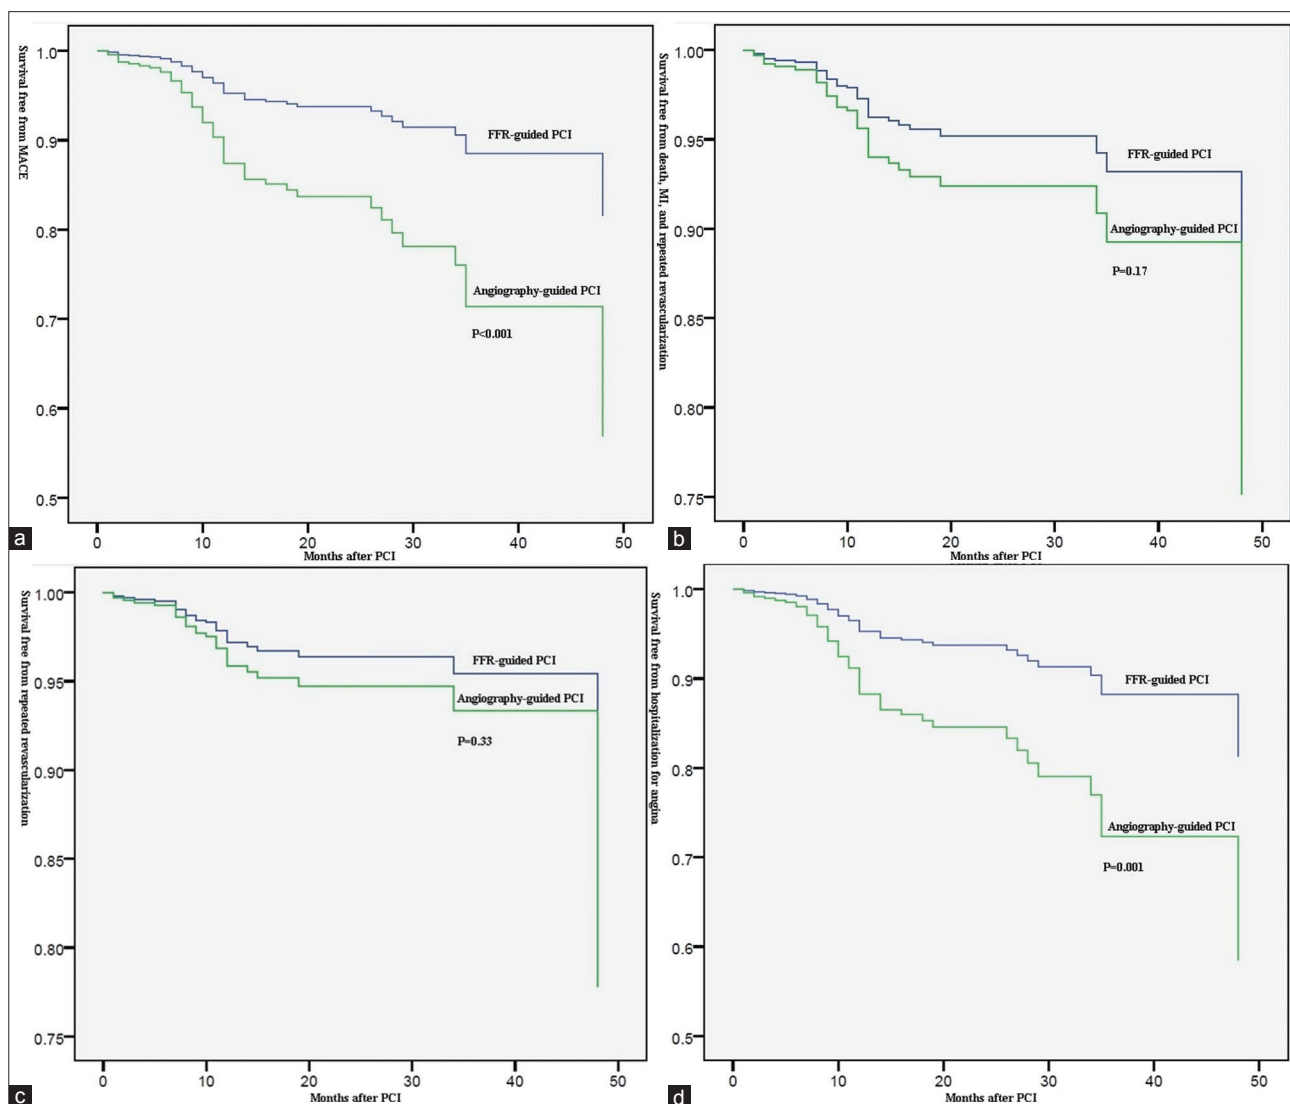 Survival free from MACE
1.0
0.9
0.8
0.7
0.6
0.5
FFR-guided PCI
Angiography-guided PCI
P<0.001
0 10 20 30 40 50
Months after PCI
a
Survival free from death, MI, and repeated revascularization
1.00
0.95
0.90
0.85
0.80
0.75
FFR-guided PCI
Angiography-guided PCI
P=0.17
0 10 20 30 40 50
Months after PCI
b
Survival free from repeated revascularization
1.00
0.95
0.90
0.85
0.80
0.75
FFR-guided PCI
Angiography-guided PCI
P=0.33
0 10 20 30 40 50
Months after PCI
c
Survival free from hospitalization for angina
1.00
0.9
0.8
0.7
0.6
0.5
FFR-guided PCI
Angiography-guided PCI
P=0.001
0 10 20 30 40 50
Months after PCI
d